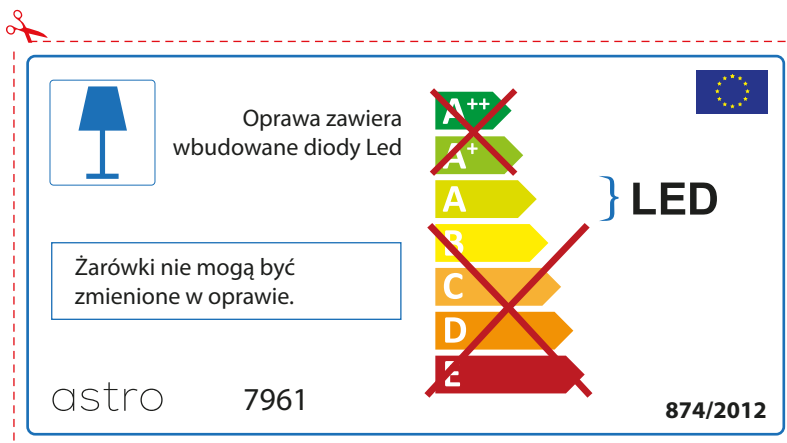 Oprawa zawiera
wbudowane diody Led
Żarówki nie mogą być
zmienione w oprawie.
A++
A+
A
B
C
D
E
LED
astro
7961
874/2012